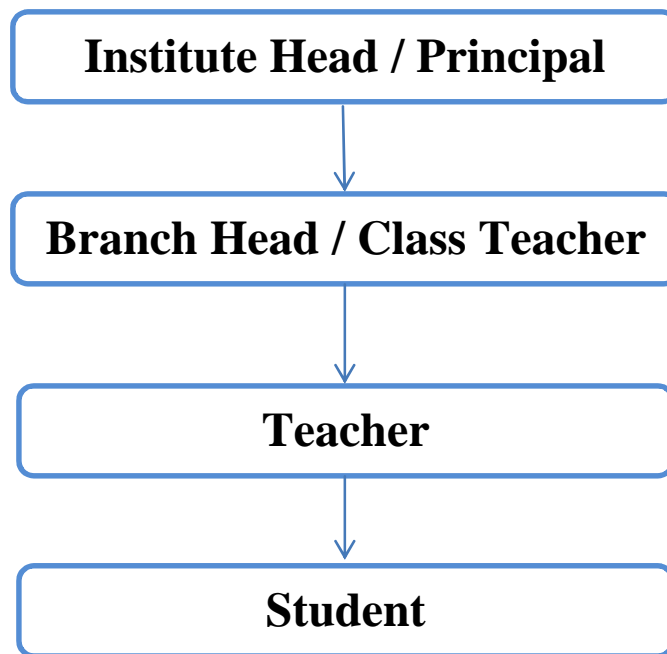 Institute Head / Principal
Branch Head / Class Teacher
Teacher
Student